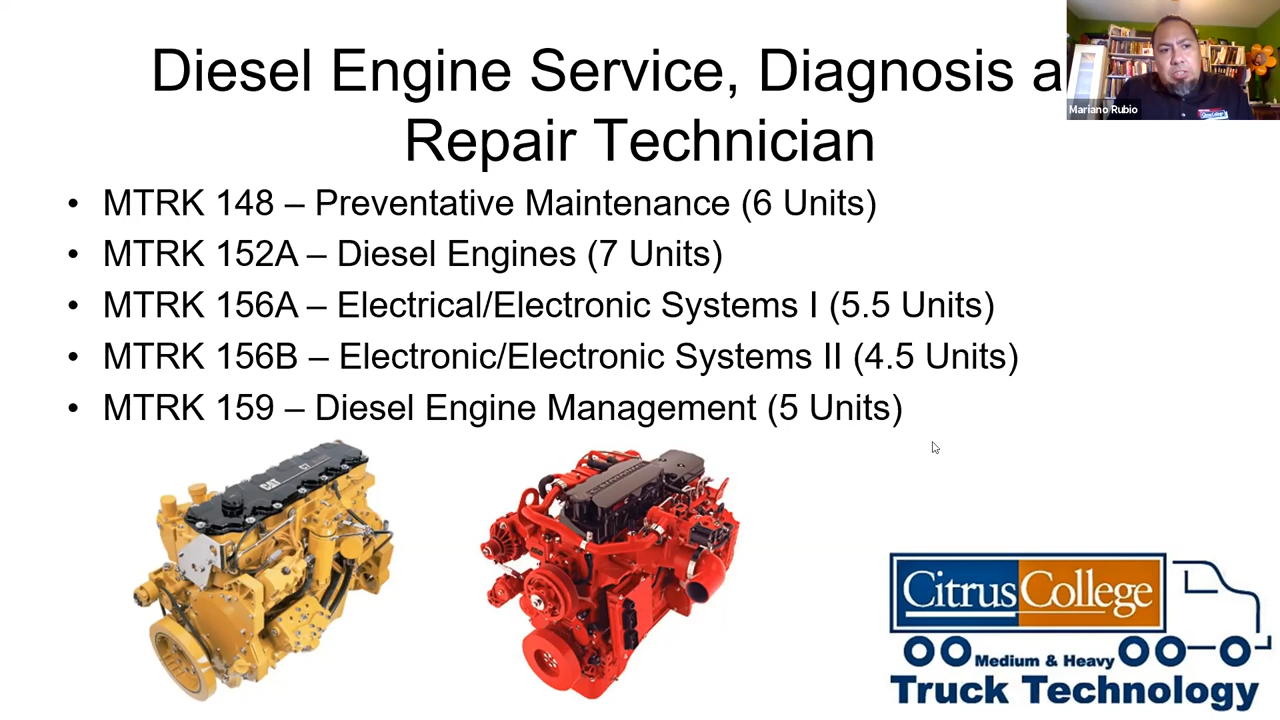 Diesel Engine Service, Diagnosis a
Repair Technician
Mariano Rubio
• MTRK 148 – Preventative Maintenance (6 Units)
• MTRK 152A – Diesel Engines (7 Units)
• MTRK 156A – Electrical/Electronic Systems I (5.5 Units)
• MTRK 156B – Electronic/Electronic Systems II (4.5 Units)
• MTRK 159 – Diesel Engine Management (5 Units)
CAT
CitrusCollege
Medium & Heavy
Truck Technology